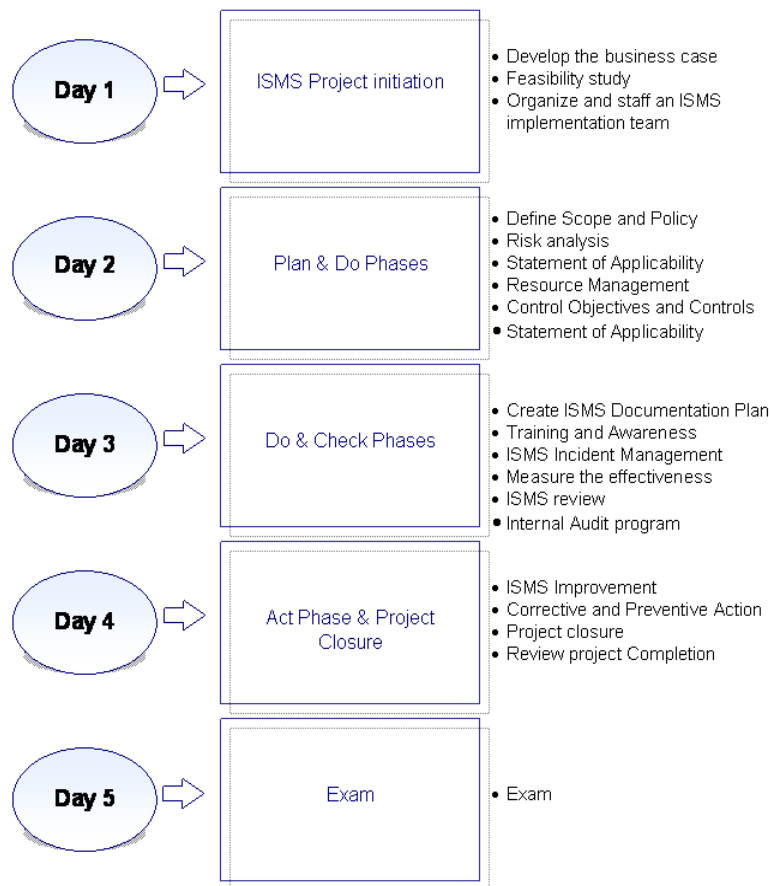 Day 1
ISMS Project initiation
• Develop the business case
• Feasibility study
• Organize and staff an ISMS
implementation team
Day 2
Plan & Do Phases
• Define Scope and Policy
• Risk analysis
• Statement of Applicability
• Resource Management
• Control Objectives and Controls
• Statement of Applicability
Day 3
Do & Check Phases
• Create ISMS Documentation Plan
• Training and Awareness
• ISMS Incident Management
• Measure the effectiveness
• ISMS review
• Internal Audit program
Day 4
Act Phase & Project
Closure
• ISMS Improvement
• Corrective and Preventive Action
• Project closure
• Review project Completion
Day 5
Exam
• Exam